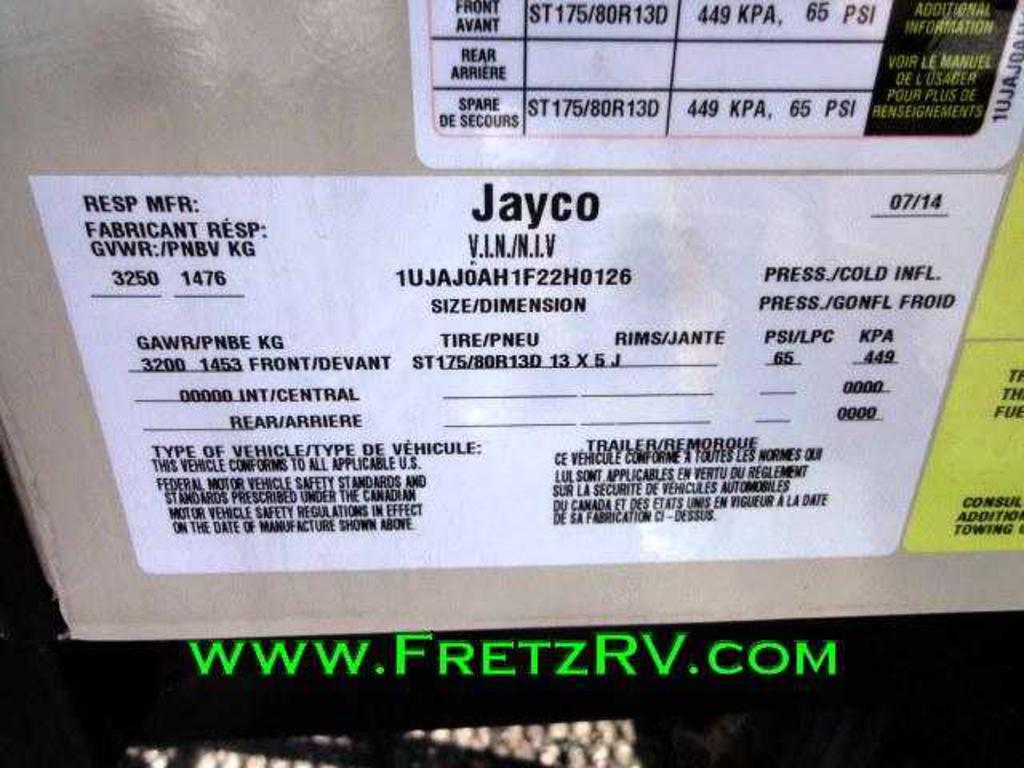 FRONT ST175/80R13D 449 KPA, 65 PSI ADDITIONAL
AVANT INFORMATION
REAR
ARRIÈRE
VOIR LE MANUEL
DE L'USAGER
POUR PLUS DE
RENSEIGNEMENTS
SPARE ST175/80R13D 449 KPA, 65 PSI
DE SECOURS
1UJAJ0AH
RESP MFR: Jayco 07/14
FABRICANT RÉSP: V.I.N./N.I.V
GVWR:/PNBV KG
3250 1476 1UJAJ0AH1F22H0126 PRESS./COLD INFL.
SIZE/DIMENSION PRESS./GONFL FROID
GAWR/PNBE KG TIRE/PNEU RIMS/JANTE PSI/LPC KPA
3200 1453 FRONT/DEVANT ST175/80R13D 13 X 5 J 65 449
00000 INT/CENTRAL 0000
REAR/ARRIERE 0000
TYPE OF VEHICLE/TYPE DE VÉHICULE: TRAILER/REMORQUE
THIS VEHICLE CONFORMS TO ALL APPLICABLE U.S.
FEDERAL MOTOR VEHICLE SAFETY STANDARDS AND
STANDARDS PRESCRIBED UNDER THE CANADIAN
MOTOR VEHICLE SAFETY REGULATIONS IN EFFECT
ON THE DATE OF MANUFACTURE SHOWN ABOVE.
CE VEHICULE CONFORME A TOUTES LES NORMES QUI
LUI SONT APPLICABLES EN VERTU DU REGLEMENT
SUR LA SECURITE DE VEHICULES AUTOMOBILES
DU CANADA ET DES ETATS UNIS EN VIGUEUR A LA DATE
DE SA FABRICATION CI-DESSUS.
FUE
CONSUL
ADDITION
TOWING
WWW.FRETZRV.COM